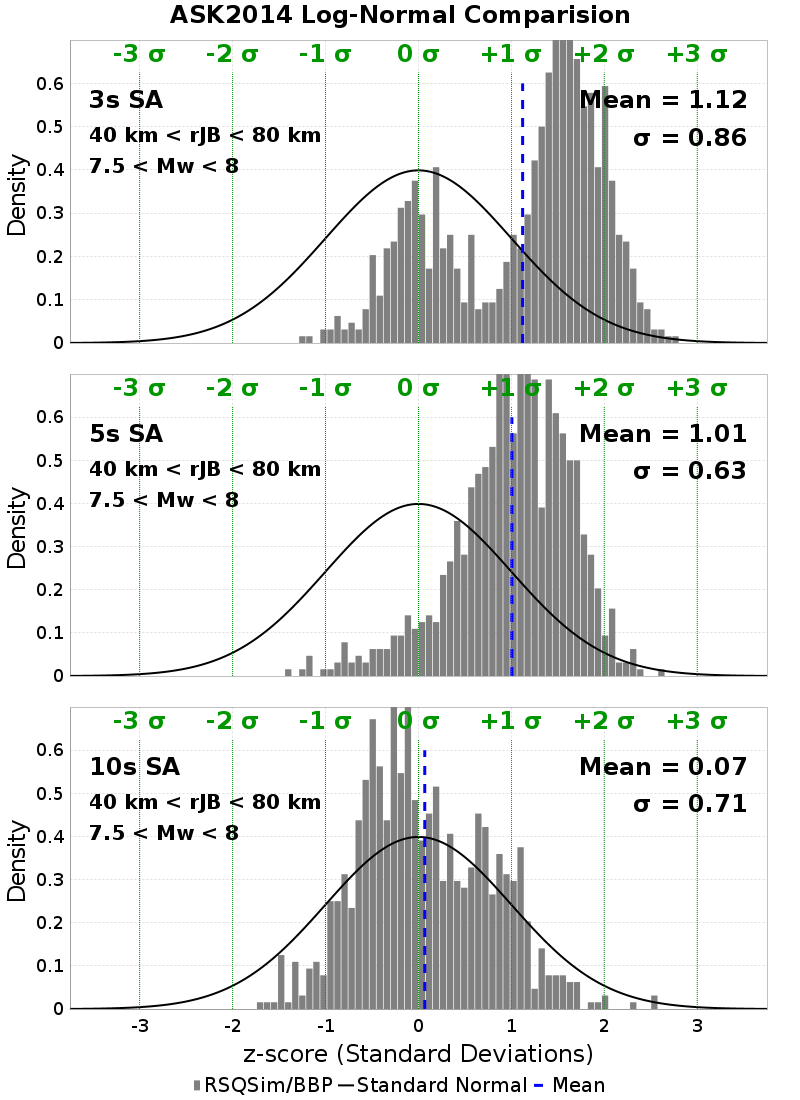 ASK2014 Log-Normal Comparision
-3 σ -2 σ -1 σ 0 σ +1 σ +2 σ +3 σ
3s SA
40 km < rJB < 80 km
7.5 < Mw < 8
Mean = 1.12
σ = 0.86
Density
0.6
0.5
0.4
0.3
0.2
0.1
0
-3 σ -2 σ -1 σ 0 σ +1 σ +2 σ +3 σ
5s SA
40 km < rJB < 80 km
7.5 < Mw < 8
Mean = 1.01
σ = 0.63
Density
0.6
0.5
0.4
0.3
0.2
0.1
0
-3 σ -2 σ -1 σ 0 σ +1 σ +2 σ +3 σ
10s SA
40 km < rJB < 80 km
7.5 < Mw < 8
Mean = 0.07
σ = 0.71
Density
0.6
0.5
0.4
0.3
0.2
0.1
0
-3 -2 -1 0 1 2 3
z-score (Standard Deviations)
RSQSim/BBP Standard Normal Mean